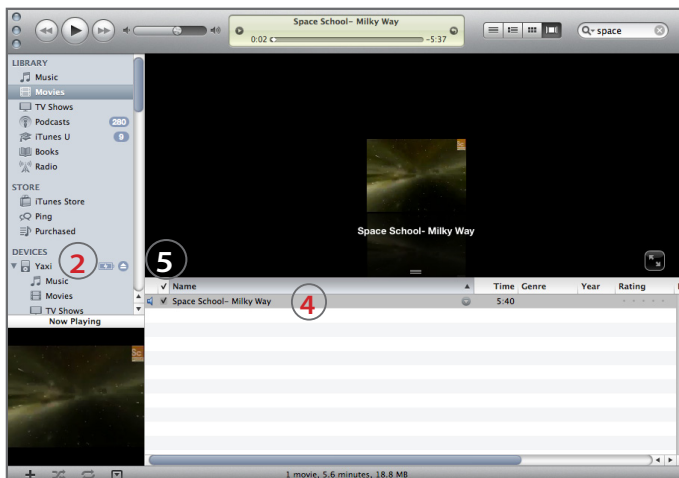 Space School– Milky Way
0:02
-5:37
space
LIBRARY
Music
Movies
TV Shows
Podcasts 280
iTunes U 9
Books
Radio
STORE
iTunes Store
Ping
Purchased
DEVICES
Yaxi 2
Music
Movies
TV Shows
Now Playing
Sc
Space School- Milky Way
5
✓ Name Time Genre Year Rating
Space School– Milky Way 4 5:40
1 movie, 5.6 minutes, 18.8 MB